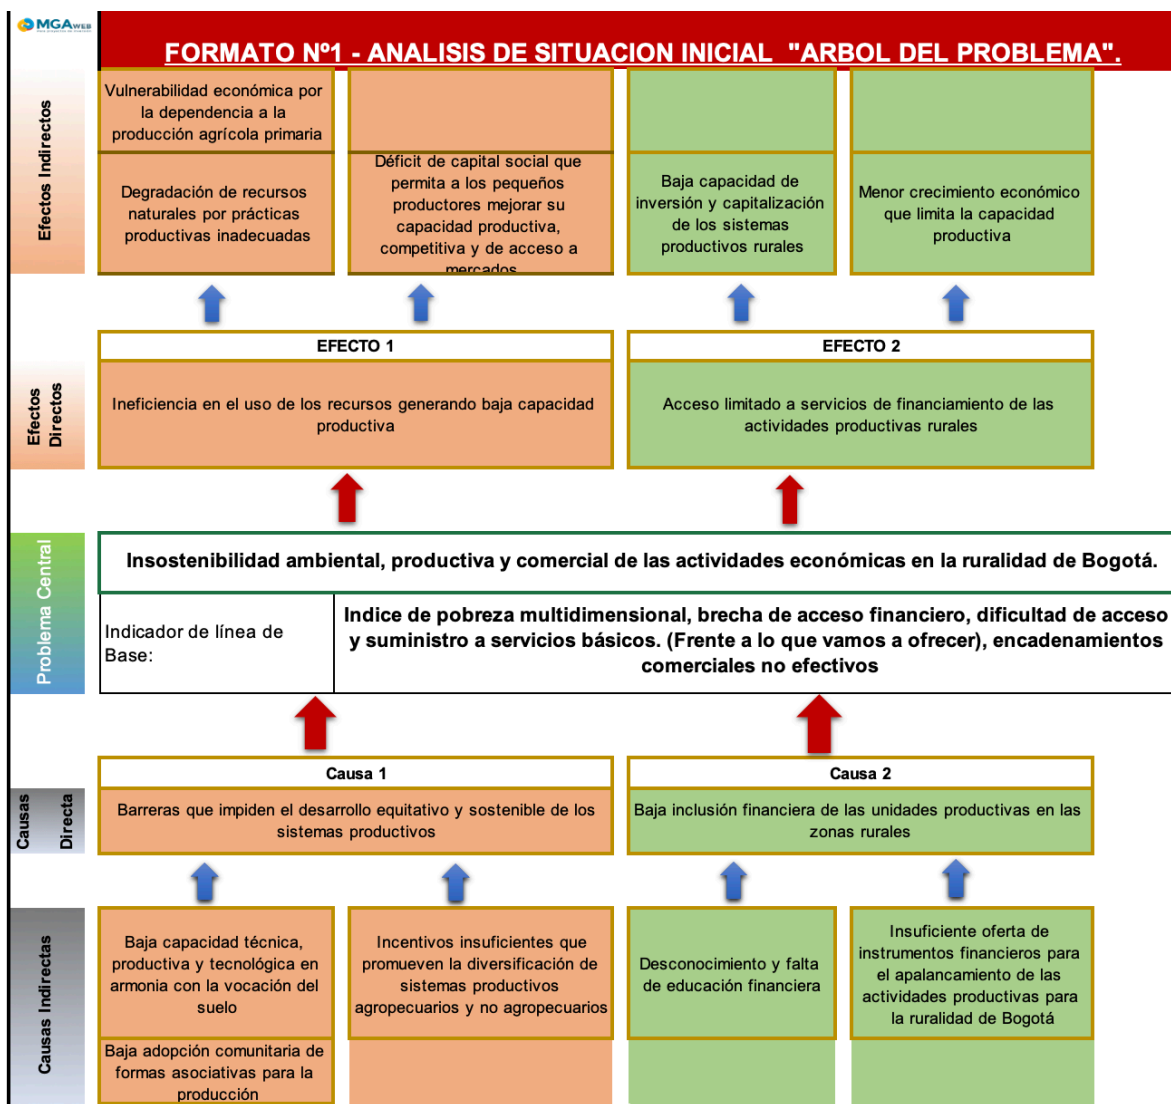 MGAWEB
FORMATO Nº1 - ANALISIS DE SITUACION INICIAL "ARBOL DEL PROBLEMA".
Efectos Indirectos
Vulnerabilidad económica por
la dependencia a la
producción agrícola primaria
Degradación de recursos
naturales por prácticas
productivas inadecuadas
Déficit de capital social que
permita a los pequeños
productores mejorar su
capacidad productiva,
competitiva y de acceso a
mercados
Baja capacidad de
inversión y capitalización
de los sistemas
productivos rurales
Menor crecimiento económico
que limita la capacidad
productiva
Efectos
Directos
EFECTO 1
Ineficiencia en el uso de los recursos generando baja capacidad
productiva
EFECTO 2
Acceso limitado a servicios de financiamiento de las
actividades productivas rurales
Problema Central
Insostenibilidad ambiental, productiva y comercial de las actividades económicas en la ruralidad de Bogotá.
Indicador de línea de
Base:
Indice de pobreza multidimensional, brecha de acceso financiero, dificultad de acceso
y suministro a servicios básicos. (Frente a lo que vamos a ofrecer), encadenamientos
comerciales no efectivos
Causas
Directa
Causa 1
Barreras que impiden el desarrollo equitativo y sostenible de los
sistemas productivos
Causa 2
Baja inclusión financiera de las unidades productivas en las
zonas rurales
Causas Indirectas
Baja capacidad técnica,
productiva y tecnológica en
armonia con la vocación del
suelo
Baja adopción comunitaria de
formas asociativas para la
producción
Incentivos insuficientes que
promueven la diversificación de
sistemas productivos
agropecuarios y no agropecuarios
Desconocimiento y falta
de educación financiera
Insuficiente oferta de
instrumentos financieros para
el apalancamiento de las
actividades productivas para
la ruralidad de Bogotá